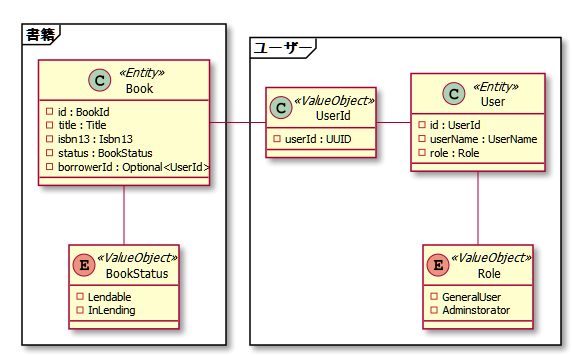 書籍
C
«Entity»
Book
id : BookId
title : Title
isbn13 : Isbn13
status : BookStatus
borrowerId : Optional<UserId>
E
«ValueObject»
BookStatus
Lendable
InLending
ユーザー
C
«ValueObject»
UserId
userId : UUID
C
«Entity»
User
id : UserId
userName : UserName
role : Role
E
«ValueObject»
Role
GeneralUser
Adminstorator